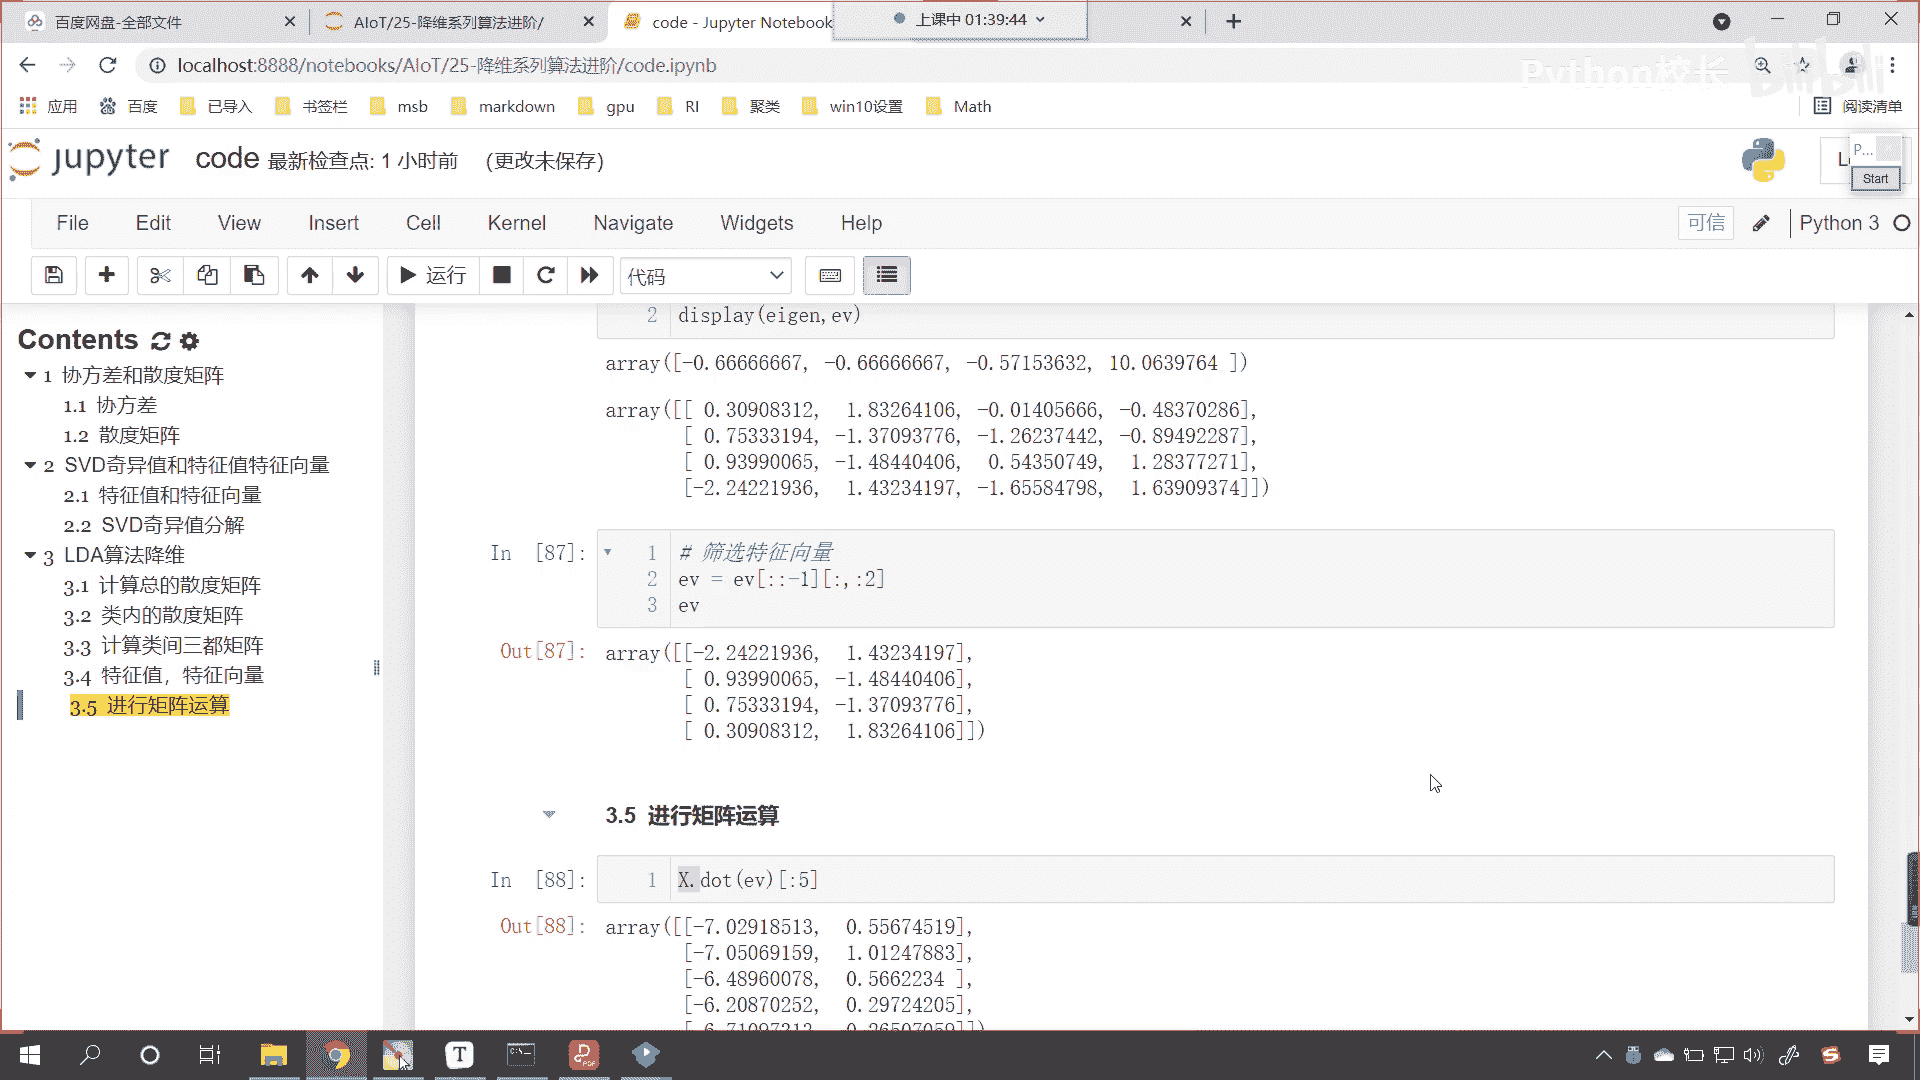 百度网盘-全部文件
AIoT/25-降维系列算法进阶/
code - Jupyter Notebook
上课中 01:39:44
localhost:8888/notebooks/AIoT/25-降维系列算法进阶/code.ipynb
Python校长
bilibili
应用 百度 已导入 书签栏 msb markdown gpu RI 聚类 win10设置 Math 阅读清单
jupyter code 最新检查点: 1 小时前 (更改未保存)
P...
Start
File Edit View Insert Cell Kernel Navigate Widgets Help 可信 Python 3
运行 代码
Contents
1 协方差和散度矩阵
1.1 协方差
1.2 散度矩阵
2 SVD奇异值和特征值特征向量
2.1 特征值和特征向量
2.2 SVD奇异值分解
3 LDA算法降维
3.1 计算总的散度矩阵
3.2 类内的散度矩阵
3.3 计算类间三都矩阵
3.4 特征值，特征向量
3.5 进行矩阵运算
2 display(eigen,ev)
array([-0.66666667, -0.66666667, -0.57153632, 10.0639764 ])
array([[ 0.30908312, 1.83264106, -0.01405666, -0.48370286],
[ 0.75333194, -1.37093776, -1.26237442, -0.89492287],
[ 0.93990065, -1.48440406, 0.54350749, 1.28377271],
[-2.24221936, 1.43234197, -1.65584798, 1.63909374]])
In [87]: 1 # 筛选特征向量
2 ev = ev[::-1][:,:2]
3 ev
Out[87]: array([[-2.24221936, 1.43234197],
[ 0.93990065, -1.48440406],
[ 0.75333194, -1.37093776],
[ 0.30908312, 1.83264106]])
3.5 进行矩阵运算
In [88]: 1 X.dot(ev)[:5]
Out[88]: array([[-7.02918513, 0.55674519],
[-7.05069159, 1.01247883],
[-6.48960078, 0.5662234 ],
[-6.20870252, 0.29724205],
[-6.71097312, 0.26507059]])